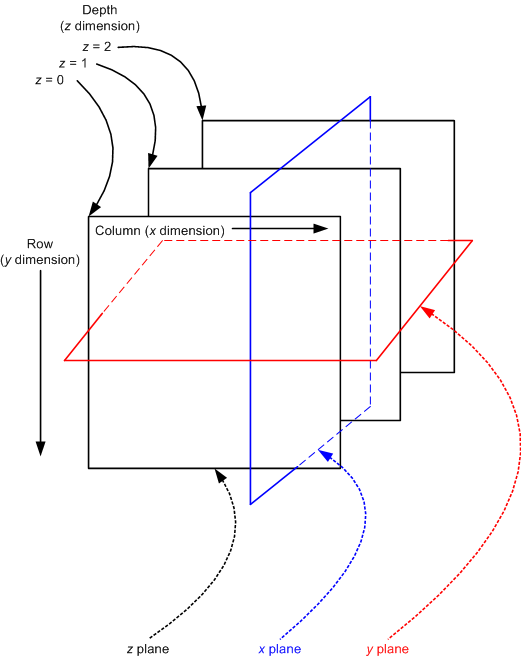 Depth
(z dimension)
z = 2
z = 1
z = 0
Column (x dimension)
Row
(y dimension)
z plane
x plane
y plane